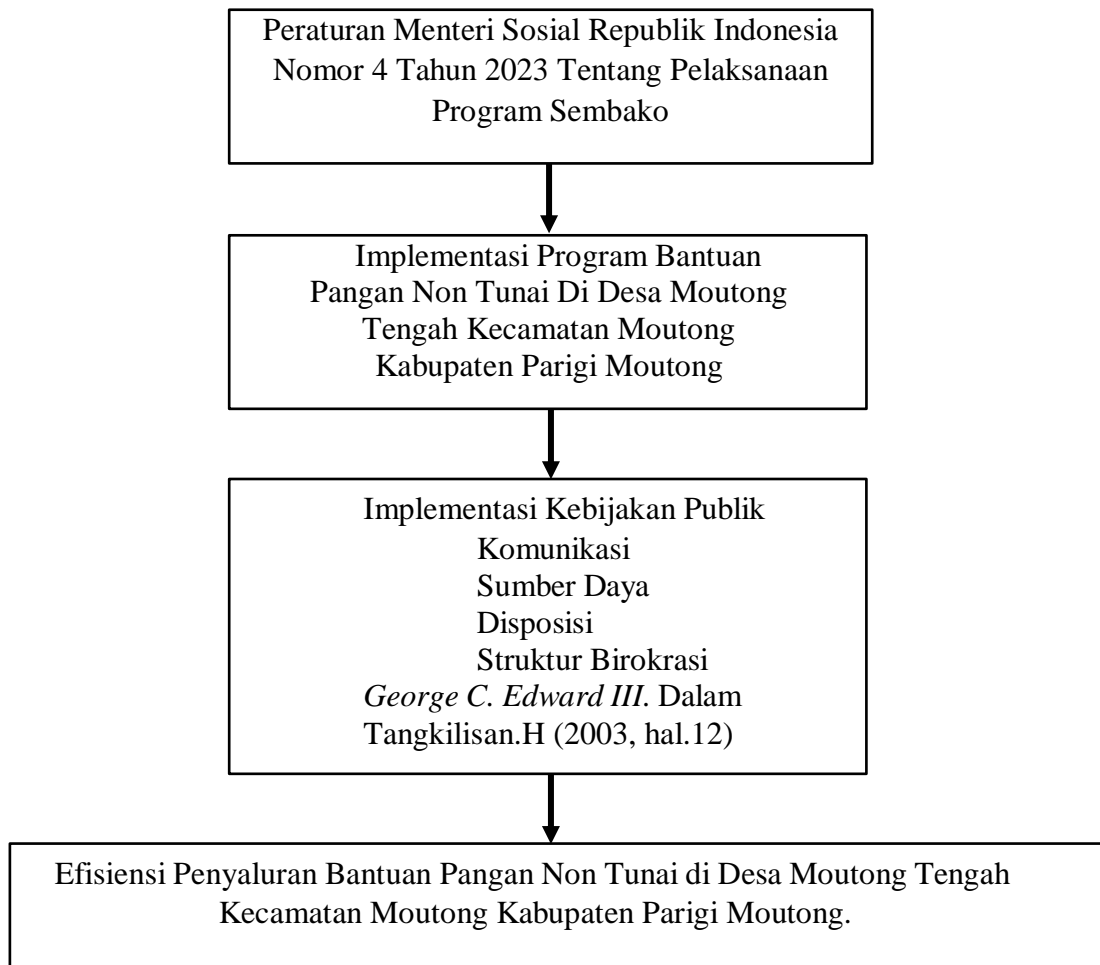 Peraturan Menteri Sosial Republik Indonesia
Nomor 4 Tahun 2023 Tentang Pelaksanaan
Program Sembako
Implementasi Program Bantuan
Pangan Non Tunai Di Desa Moutong
Tengah Kecamatan Moutong
Kabupaten Parigi Moutong
Implementasi Kebijakan Publik
Komunikasi
Sumber Daya
Disposisi
Struktur Birokrasi
George C. Edward III. Dalam
Tangkilisan.H (2003, hal.12)
Efisiensi Penyaluran Bantuan Pangan Non Tunai di Desa Moutong Tengah
Kecamatan Moutong Kabupaten Parigi Moutong.